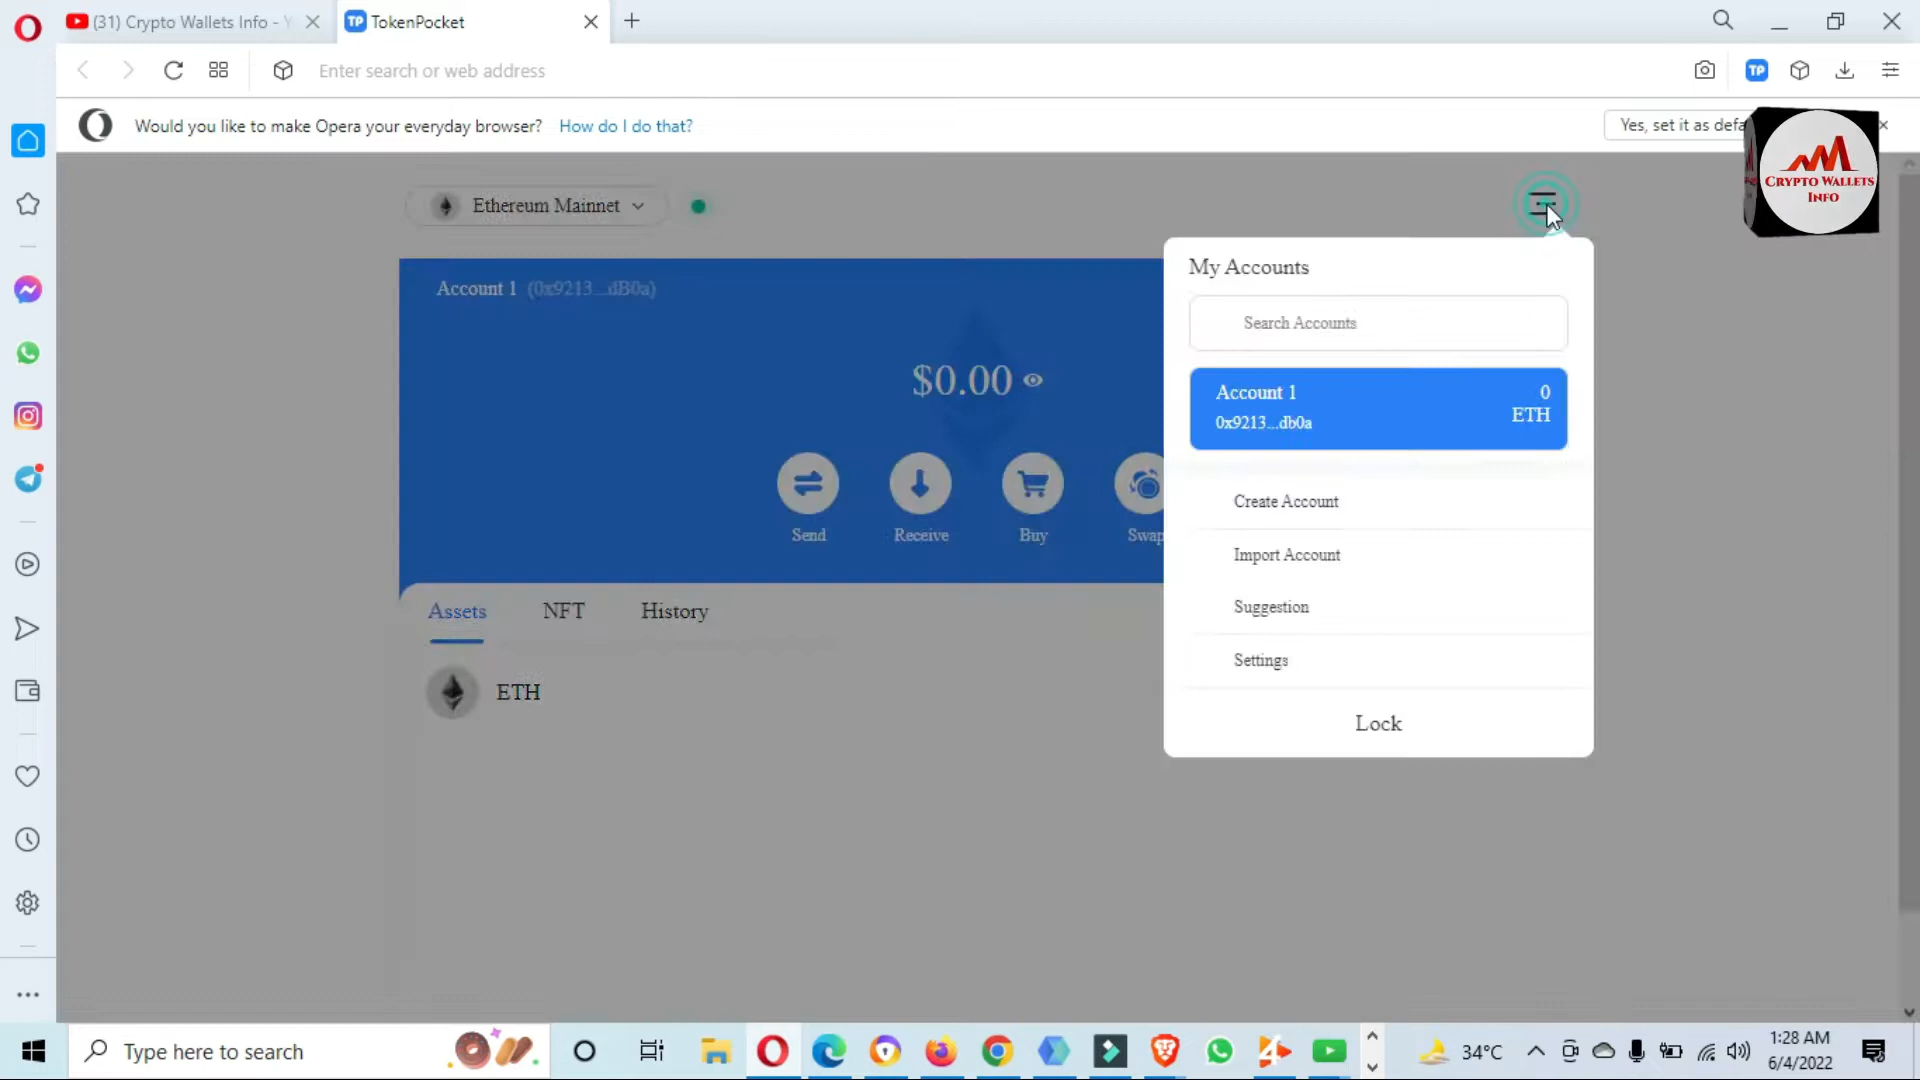 (31) Crypto Wallets Info - Y
TP TokenPocket
Enter search or web address
TP
Would you like to make Opera your everyday browser? How do I do that?
Yes, set it as defa
CRYPTO WALLETS
INFO
Ethereum Mainnet
Account 1 (0x9213...dB0a)
$0.00
Send
Receive
Buy
Swap
Assets
NFT
History
ETH
My Accounts
Search Accounts
Account 1
0
ETH
0x9213...db0a
Create Account
Import Account
Suggestion
Settings
Lock
Type here to search
34°C
1:28 AM
6/4/2022